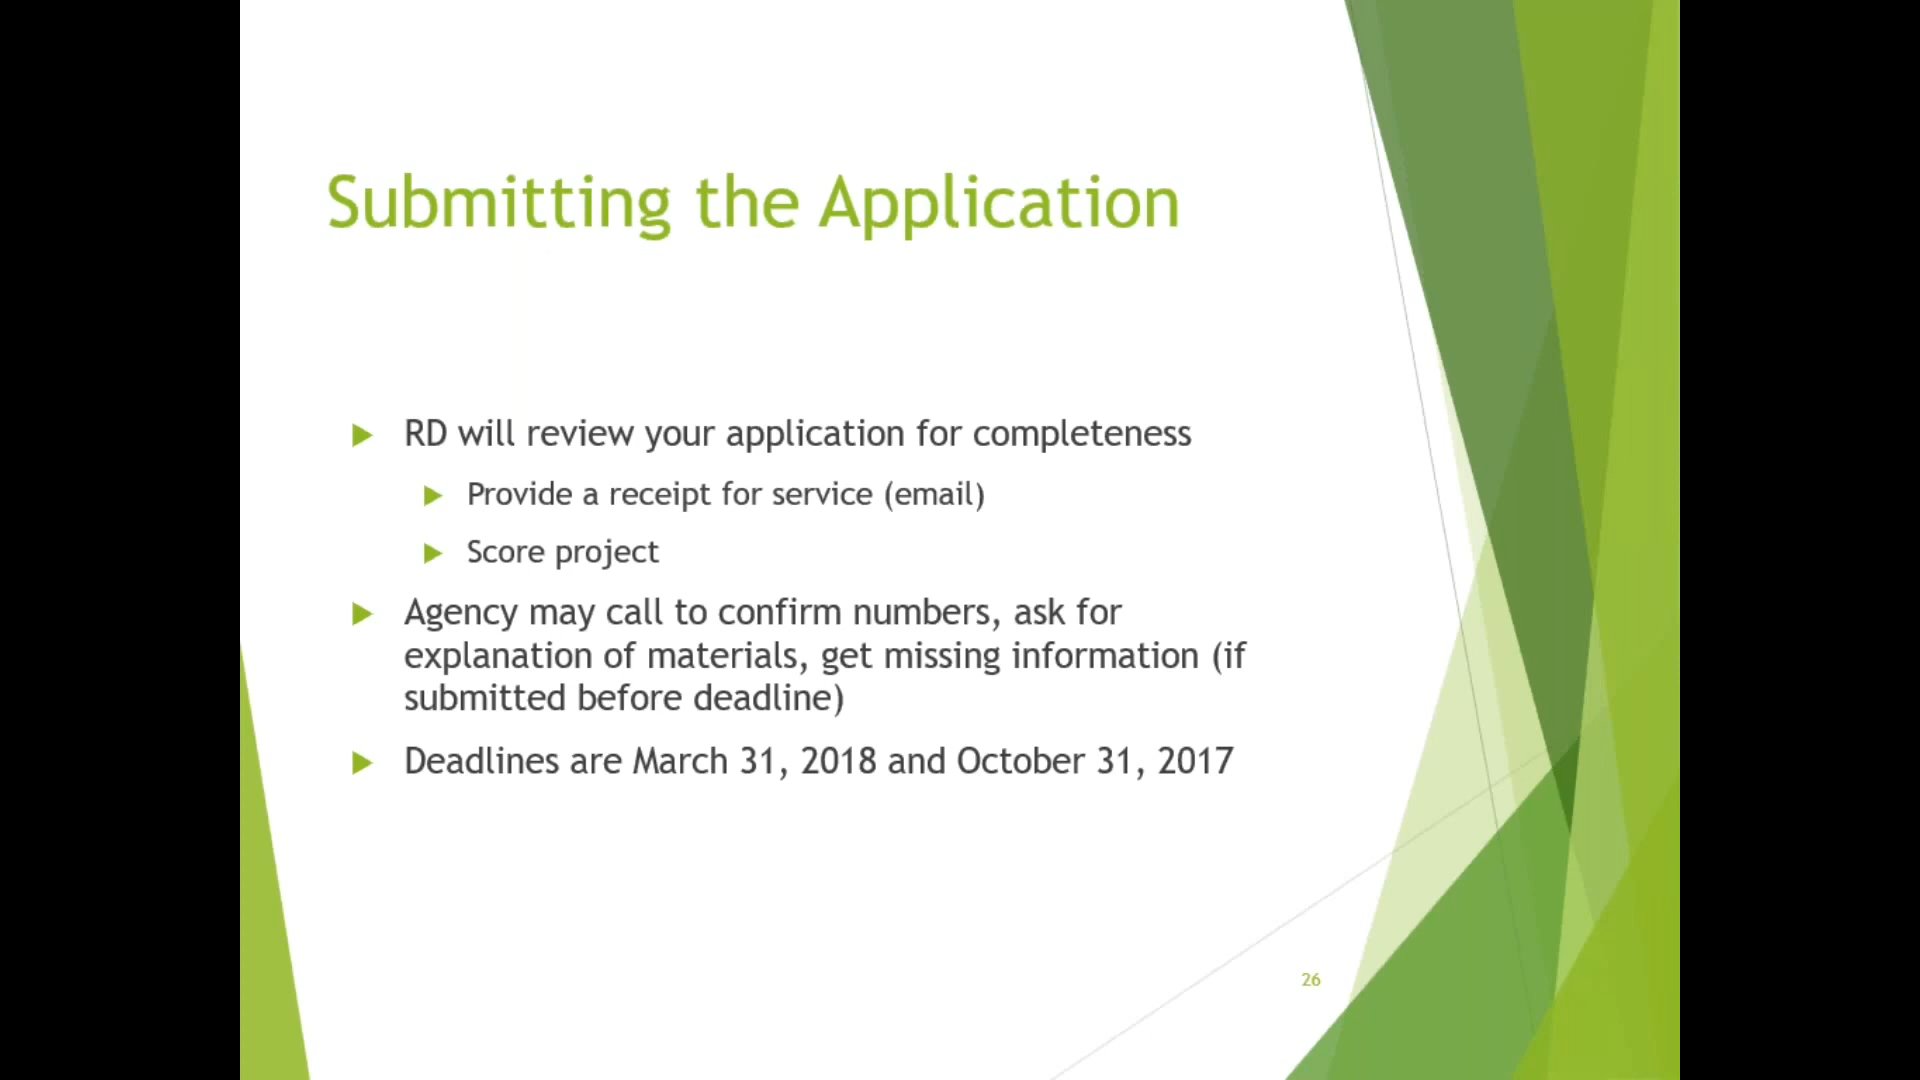 Submitting the Application
RD will review your application for completeness
Provide a receipt for service (email)
Score project
Agency may call to confirm numbers, ask for
explanation of materials, get missing information (if
submitted before deadline)
Deadlines are March 31, 2018 and October 31, 2017
26